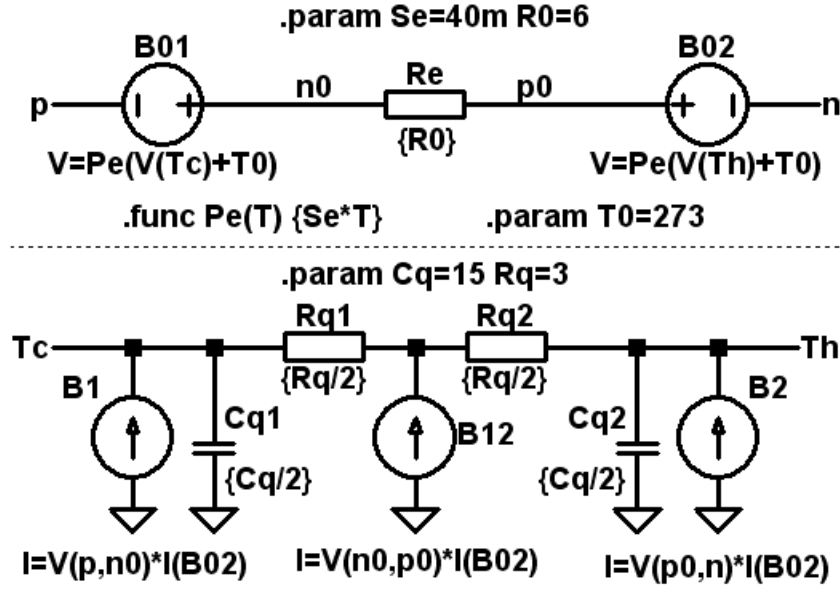 .param Se=40m R0=6
B01 B02
n0 Re p0
p n
{R0}
V=Pe(V(Tc)+T0) V=Pe(V(Th)+T0)
.func Pe(T) {Se*T} .param T0=273
.param Cq=15 Rq=3
Rq1 Rq2
Tc Th
{Rq/2} {Rq/2}
B1 B2
Cq1 B12 Cq2
{Cq/2} {Cq/2}
I=V(p,n0)*I(B02) I=V(n0,p0)*I(B02) I=V(p0,n)*I(B02)